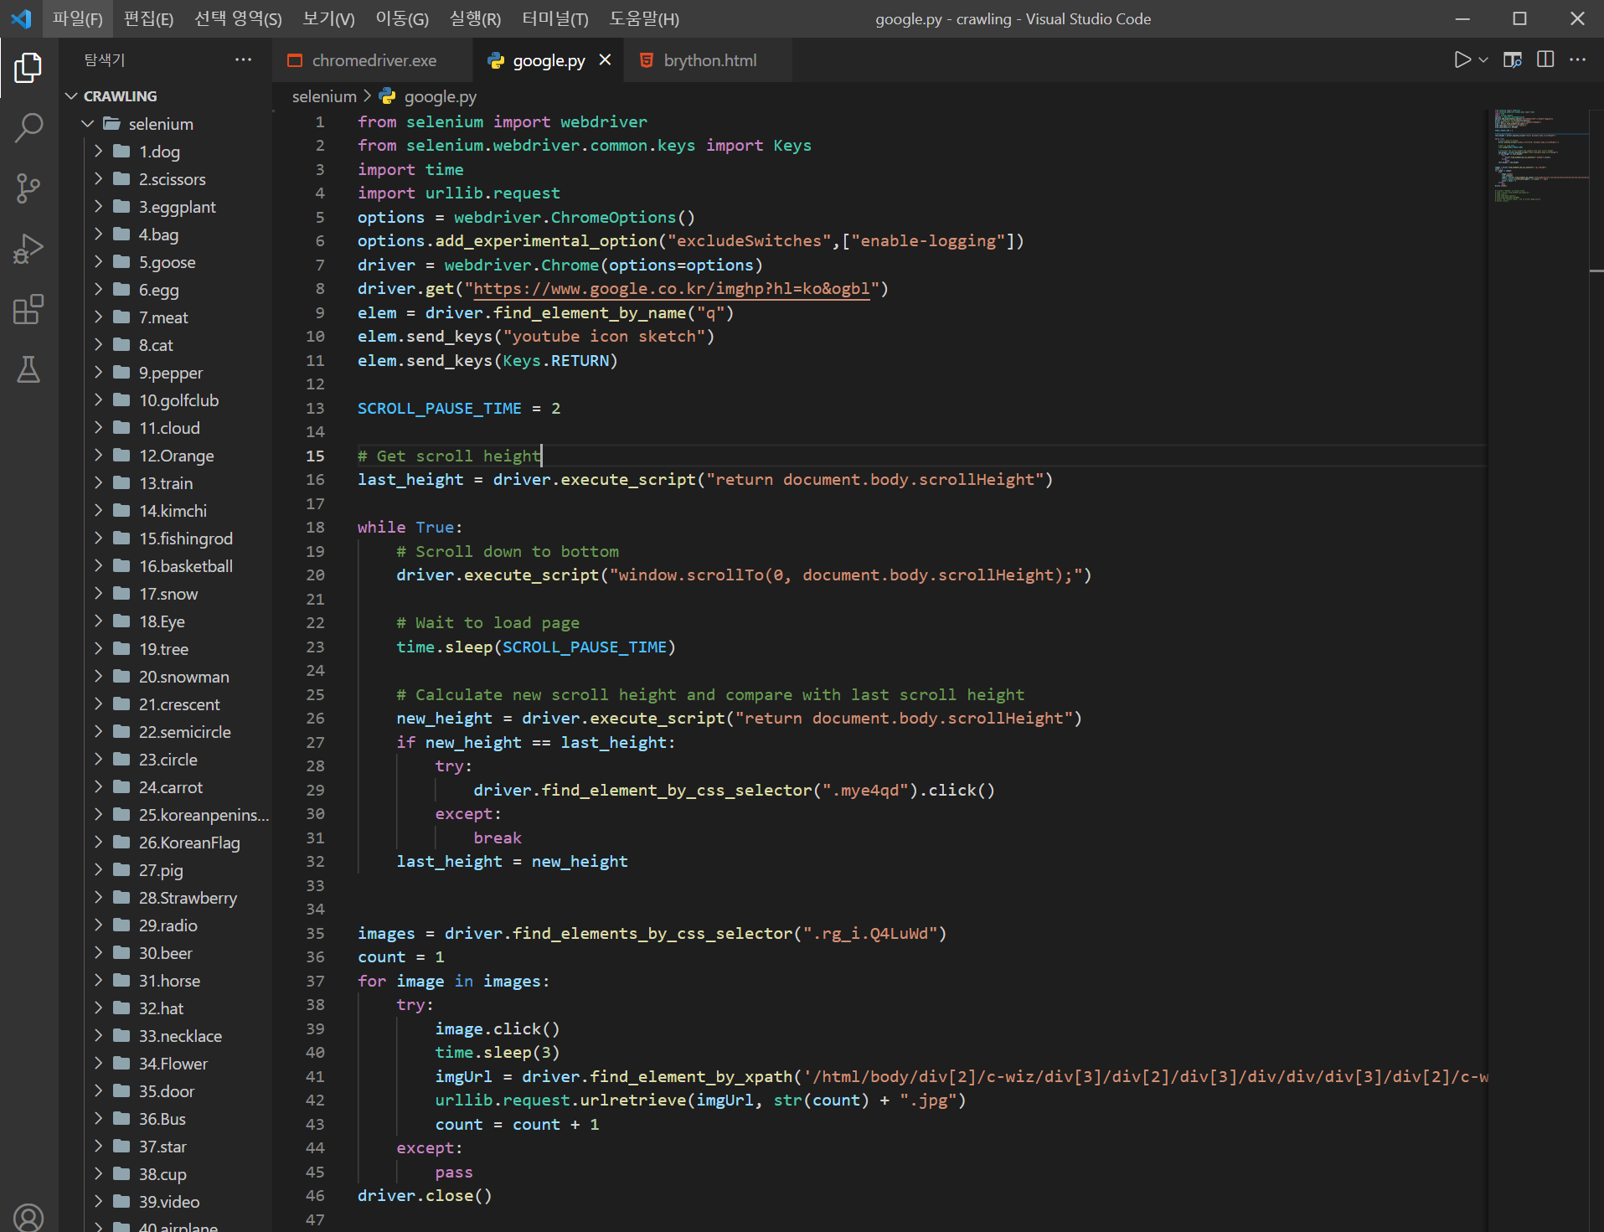 파일(F) 편집(E) 선택 영역(S) 보기(V) 이동(G) 실행(R) 터미널(T) 도움말(H) google.py - crawling - Visual Studio Code
탐색기 ···
chromedriver.exe google.py brython.html
CRAWLING
selenium > google.py
selenium
1.dog
2.scissors
3.eggplant
4.bag
5.goose
6.egg
7.meat
8.cat
9.pepper
10.golfclub
11.cloud
12.Orange
13.train
14.kimchi
15.fishingrod
16.basketball
17.snow
18.Eye
19.tree
20.snowman
21.crescent
22.semicircle
23.circle
24.carrot
25.koreanpenins...
26.KoreanFlag
27.pig
28.Strawberry
29.radio
30.beer
31.horse
32.hat
33.necklace
34.Flower
35.door
36.Bus
37.star
38.cup
39.video
40.airplane
1 from selenium import webdriver
2 from selenium.webdriver.common.keys import Keys
3 import time
4 import urllib.request
5 options = webdriver.ChromeOptions()
6 options.add_experimental_option("excludeSwitches",["enable-logging"])
7 driver = webdriver.Chrome(options=options)
8 driver.get("https://www.google.co.kr/imghp?hl=ko&ogbl")
9 elem = driver.find_element_by_name("q")
10 elem.send_keys("youtube icon sketch")
11 elem.send_keys(Keys.RETURN)
12
13 SCROLL_PAUSE_TIME = 2
14
15 # Get scroll height
16 last_height = driver.execute_script("return document.body.scrollHeight")
17
18 while True:
19 # Scroll down to bottom
20 driver.execute_script("window.scrollTo(0, document.body.scrollHeight);")
21
22 # Wait to load page
23 time.sleep(SCROLL_PAUSE_TIME)
24
25 # Calculate new scroll height and compare with last scroll height
26 new_height = driver.execute_script("return document.body.scrollHeight")
27 if new_height == last_height:
28 try:
29 driver.find_element_by_css_selector(".mye4qd").click()
30 except:
31 break
32 last_height = new_height
33
34
35 images = driver.find_elements_by_css_selector(".rg_i.Q4LuWd")
36 count = 1
37 for image in images:
38 try:
39 image.click()
40 time.sleep(3)
41 imgUrl = driver.find_element_by_xpath('/html/body/div[2]/c-wiz/div[3]/div[2]/div[3]/div/div/div[3]/div[2]/c-w
42 urllib.request.urlretrieve(imgUrl, str(count) + ".jpg")
43 count = count + 1
44 except:
45 pass
46 driver.close()
47